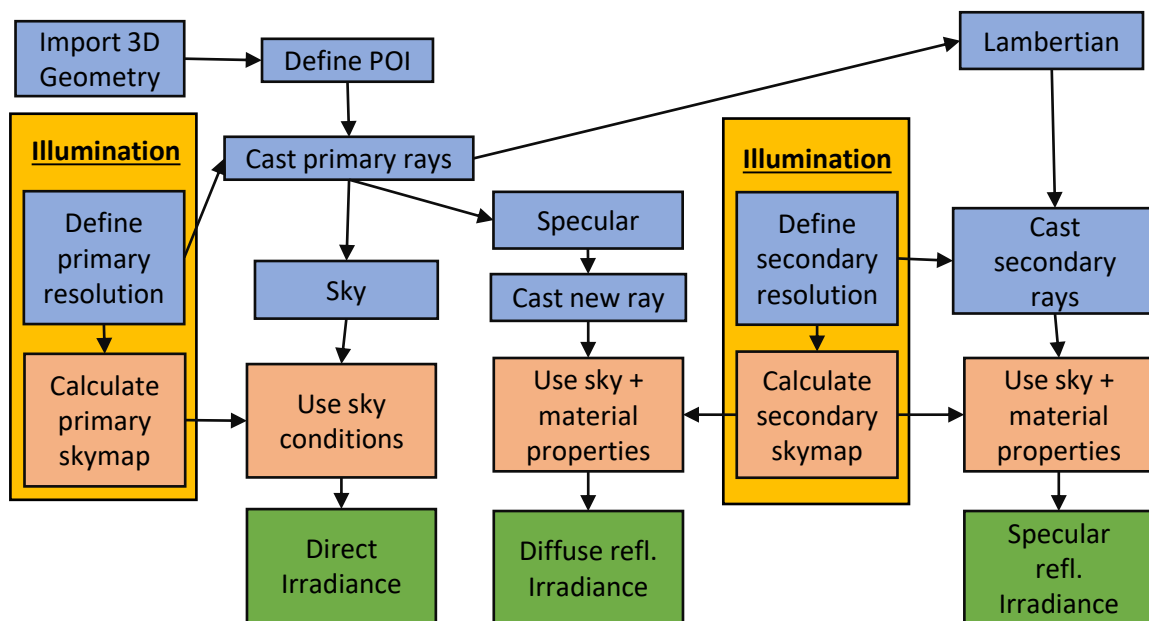 Import 3D
Geometry
Define POI
Lambertian
Illumination
Cast primary rays
Illumination
Define
primary
resolution
Specular
Define
secondary
resolution
Cast
secondary
rays
Sky
Cast new ray
Calculate
primary
skymap
Use sky
conditions
Use sky +
material
properties
Calculate
secondary
skymap
Use sky +
material
properties
Direct
Irradiance
Diffuse refl.
Irradiance
Specular
refl.
Irradiance